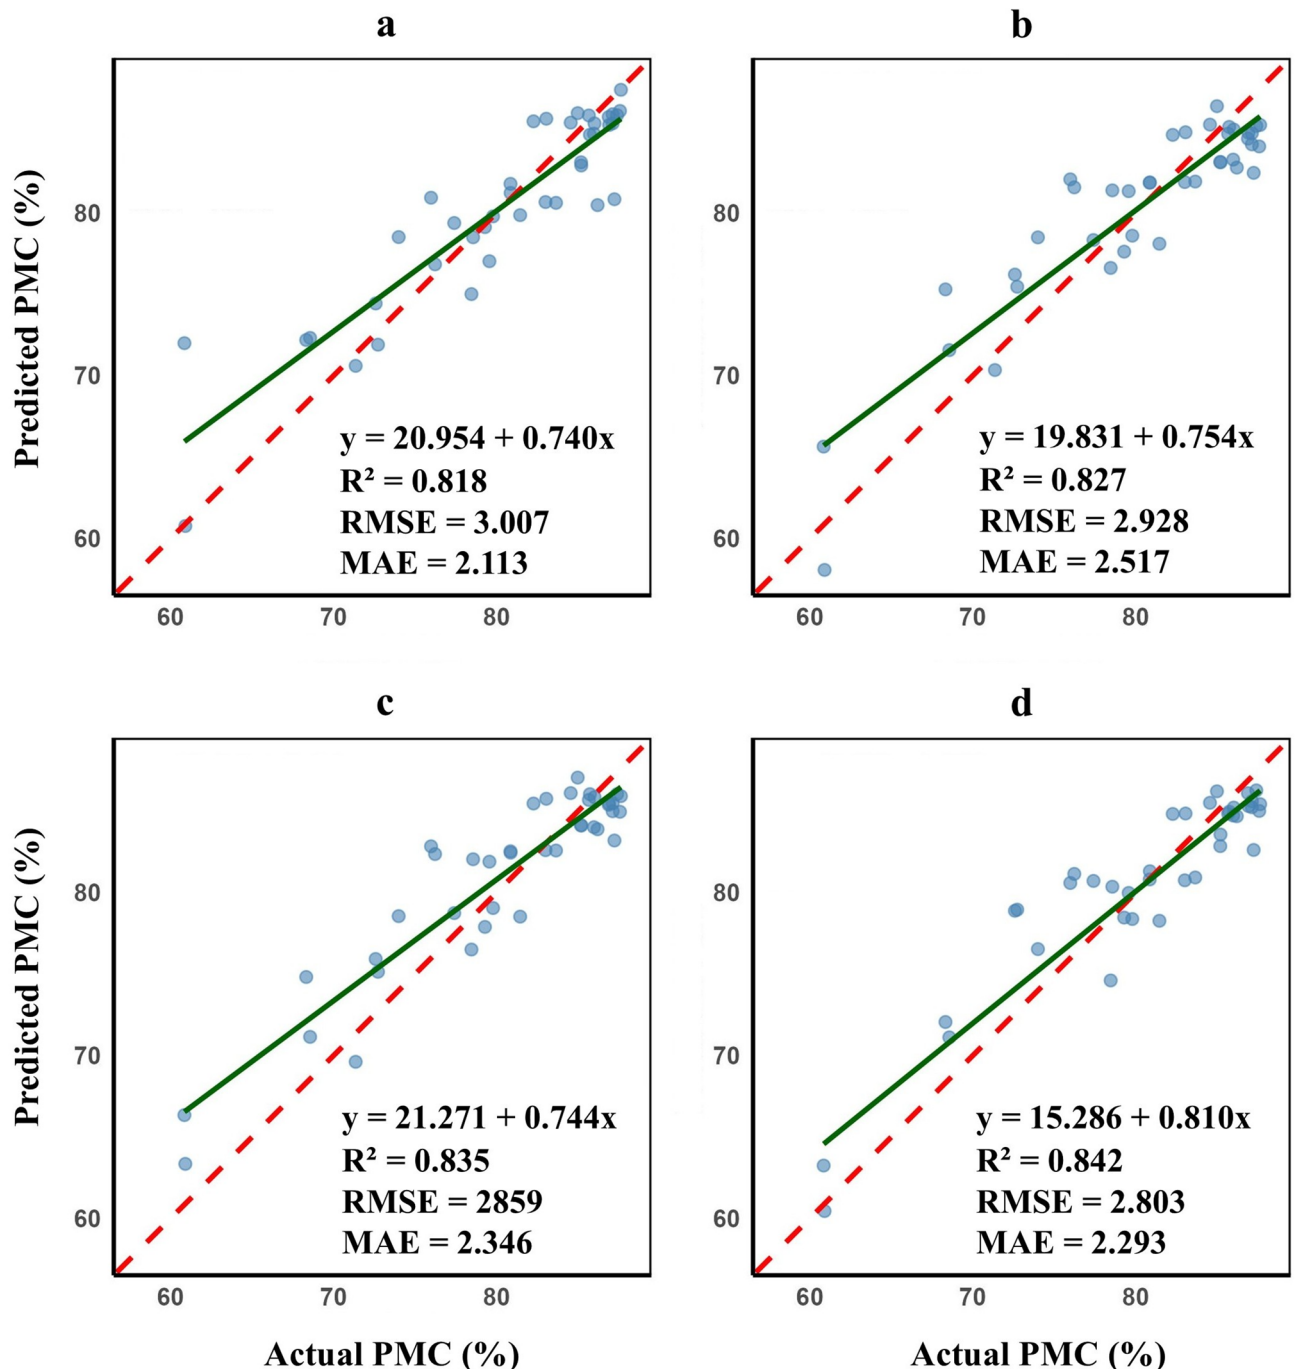 a
Predicted PMC (%)
80
70
60
y = 20.954 + 0.740x
R² = 0.818
RMSE = 3.007
MAE = 2.113
60 70 80
b
80
70
60
y = 19.831 + 0.754x
R² = 0.827
RMSE = 2.928
MAE = 2.517
60 70 80
c
Predicted PMC (%)
80
70
60
y = 21.271 + 0.744x
R² = 0.835
RMSE = 2859
MAE = 2.346
60 70 80
Actual PMC (%)
d
80
70
60
y = 15.286 + 0.810x
R² = 0.842
RMSE = 2.803
MAE = 2.293
60 70 80
Actual PMC (%)